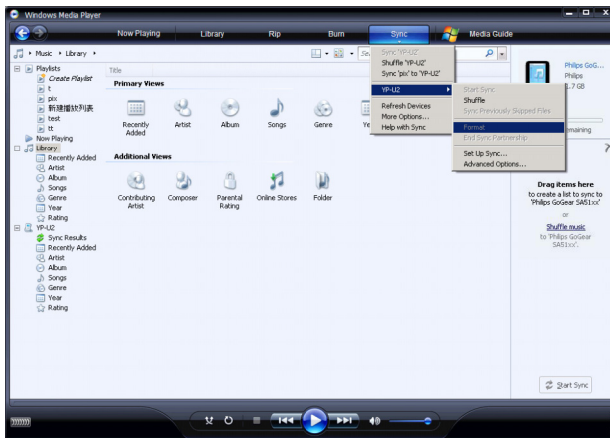 Windows Media Player
Now Playing
Library
Rip
Burn
Sync
Media Guide
Music
Library
Playlists
Create Playlist
t
pix
新建播放列表
test
tt
Now Playing
Library
Recently Added
Artist
Album
Songs
Genre
Year
Rating
YP-U2
Sync Results
Recently Added
Artist
Album
Songs
Genre
Year
Rating
Title
Primary Views
Recently Added
Artist
Album
Songs
Genre
Additional Views
Contributing Artist
Composer
Parental Rating
Online Stores
Folder
Sync 'YP-U2'
Shuffle 'YP-U2'
Sync 'pix' to 'YP-U2'
YP-U2
Refresh Devices
More Options...
Help with Sync
Start Sync
Shuffle
Sync Previously Skipped Files
Format
End Sync Partnership
Set Up Sync...
Advanced Options...
Philips GoG...
Philips
1.7 GB
emaining
Drag items here
to create a list to sync to
'Philips GoGear SA51xx'
or
Shuffle music
to 'Philips GoGear
SA51xx'.
Start Sync